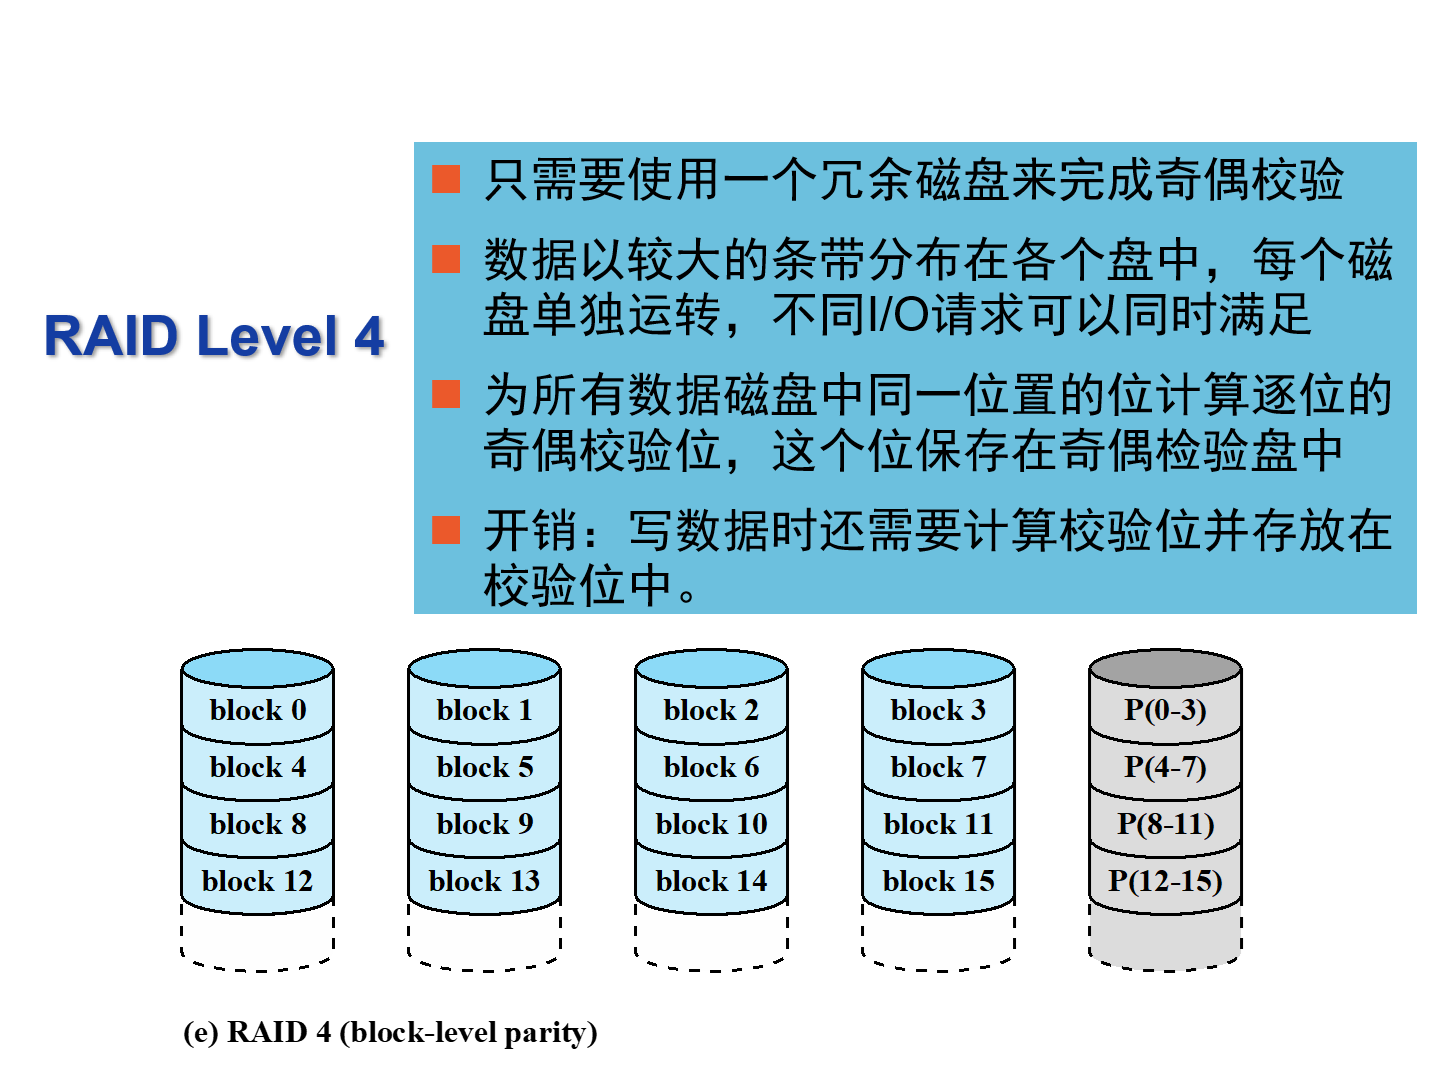 RAID Level 4
只需要使用一个冗余磁盘来完成奇偶校验
数据以较大的条带分布在各个盘中，每个磁
盘单独运转，不同I/O请求可以同时满足
为所有数据磁盘中同一位置的位计算逐位的
奇偶校验位，这个位保存在奇偶检验盘中
开销：写数据时还需要计算校验位并存放在
校验位中。
block 0 block 1 block 2 block 3 P(0-3)
block 4 block 5 block 6 block 7 P(4-7)
block 8 block 9 block 10 block 11 P(8-11)
block 12 block 13 block 14 block 15 P(12-15)
(e) RAID 4 (block-level parity)